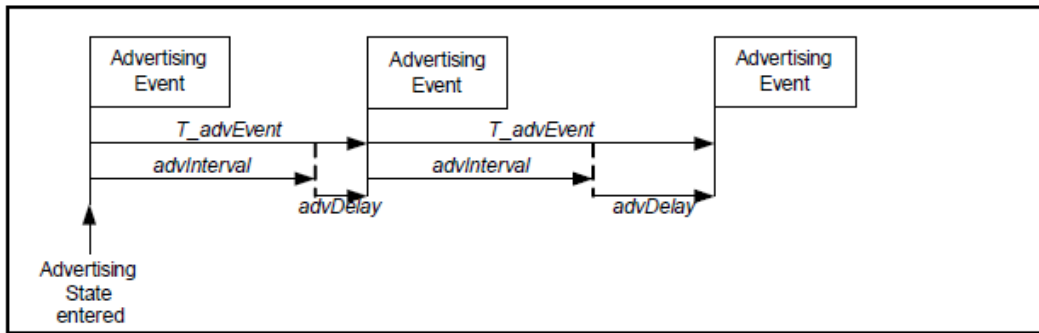 Advertising
Event
Advertising
Event
Advertising
Event
T_advEvent
T_advEvent
advInterval
advInterval
advDelay
advDelay
Advertising
State
entered